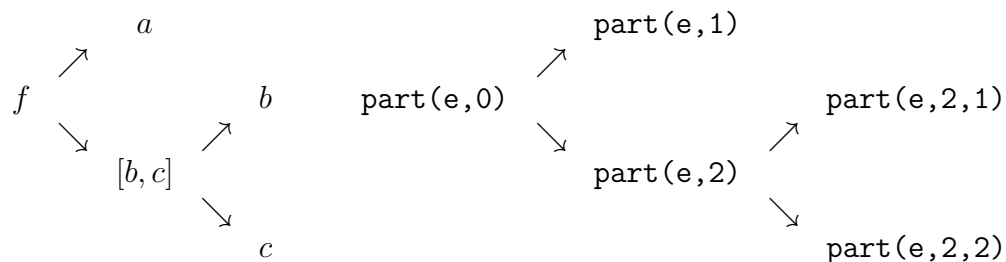 a part(e,1)
f b part(e,0) part(e,2,1)
[b, c] part(e,2)
c part(e,2,2)